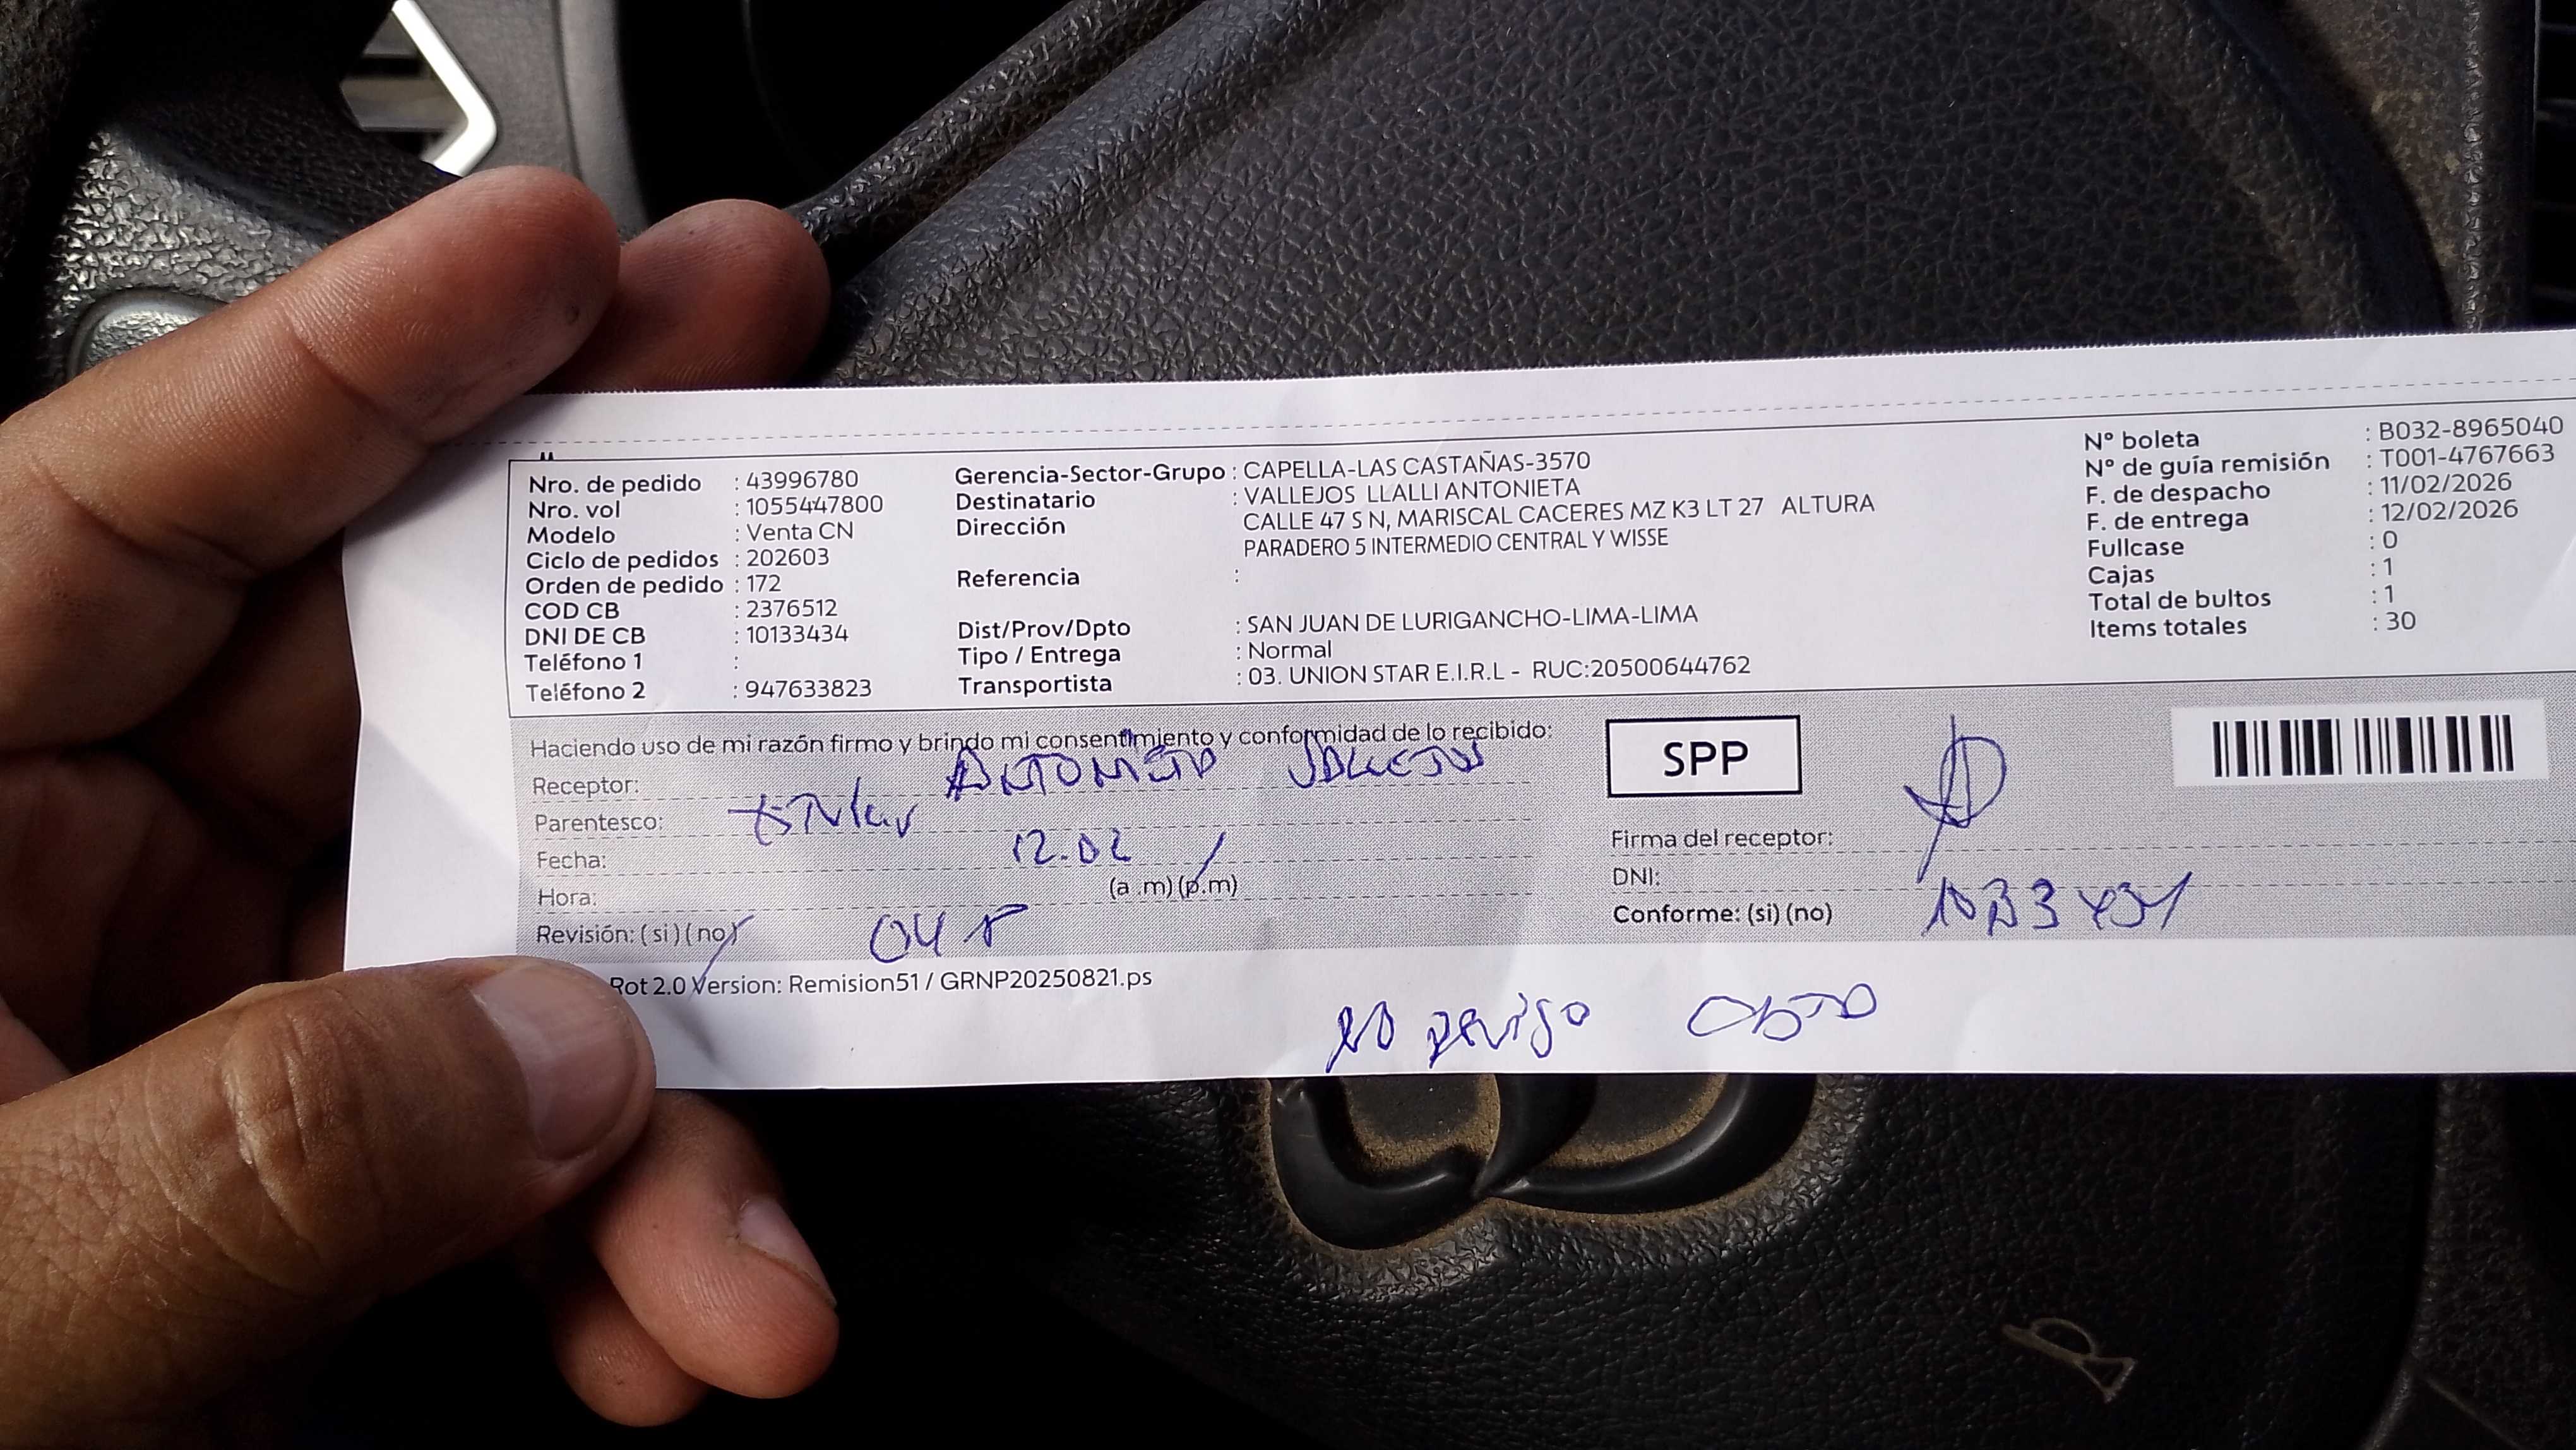 Nro. de pedido : 43996780
Nro. vol : 1055447800
Modelo : Venta CN
Ciclo de pedidos : 202603
Orden de pedido : 172
COD CB : 2376512
DNI DE CB : 10133434
Teléfono 1 :
Teléfono 2 : 947633823
Gerencia-Sector-Grupo : CAPELLA-LAS CASTAÑAS-3570
Destinatario : VALLEJOS LLALLI ANTONIETA
Dirección CALLE 47 S N, MARISCAL CACERES MZ K3 LT 27 ALTURA
PARADERO 5 INTERMEDIO CENTRAL Y WISSE
Referencia :
Dist/Prov/Dpto : SAN JUAN DE LURIGANCHO-LIMA-LIMA
Tipo / Entrega : Normal
Transportista : 03. UNION STAR E.I.R.L - RUC:20500644762
N° boleta : B032-8965040
N° de guía remisión : T001-4767663
F. de despacho : 11/02/2026
F. de entrega : 12/02/2026
Fullcase : 0
Cajas : 1
Total de bultos : 1
Items totales : 30
Haciendo uso de mi razón firmo y brindo mi consentimiento y conformidad de lo recibido:
Receptor:
Parentesco:
Fecha: 12.02
Hora: (a .m) (p.m)
Revisión: ( si ) ( no )
SPP
Firma del receptor:
DNI:
Conforme: (si) (no)
Rot 2.0 Version: Remision51 / GRNP20250821.ps